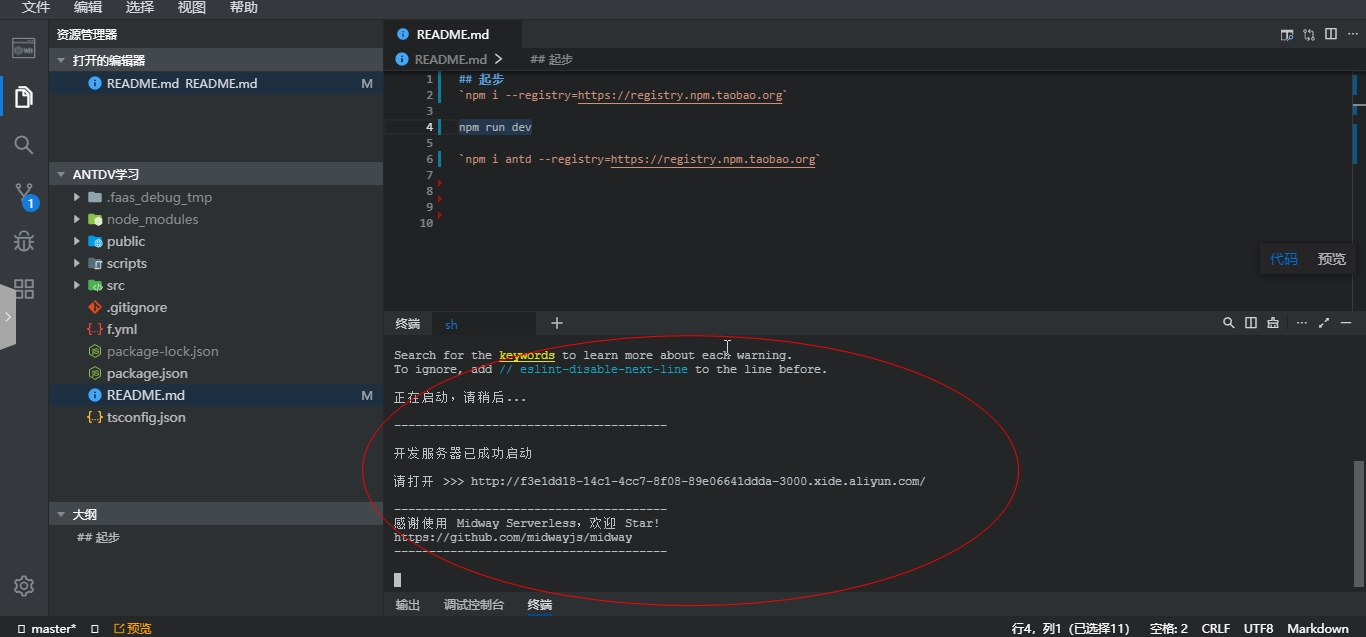 文件 编辑 选择 视图 帮助
资源管理器
打开的编辑器
README.md README.md M
ANTDV学习
.faas_debug_tmp
node_modules
public
scripts
src
.gitignore
f.yml
package-lock.json
package.json
README.md M
tsconfig.json
大纲
## 起步
1
README.md
README.md > ## 起步
1 ## 起步
2 `npm i --registry=https://registry.npm.taobao.org`
3
4 npm run dev
5
6 `npm i antd --registry=https://registry.npm.taobao.org`
7
8
9
10
代码 预览
终端 sh
Search for the keywords to learn more about each warning.
To ignore, add // eslint-disable-next-line to the line before.
正在启动，请稍后...
---------------------------------------
开发服务器已成功启动
请打开 >>> http://f3e1dd18-14c1-4cc7-8f08-89e06641ddda-3000.xide.aliyun.com/
---------------------------------------
感谢使用 Midway Serverless，欢迎 Star!
https://github.com/midwayjs/midway
---------------------------------------
输出 调试控制台 终端
master* 预览 行4，列1 (已选择11) 空格: 2 CRLF UTF8 Markdown